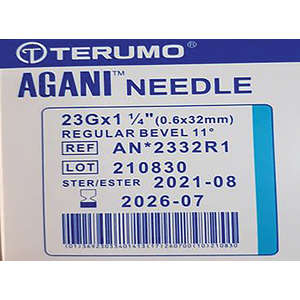 TERUMO
AGANI™ NEEDLE
23Gx1 ¼" (0.6x32mm)
REGULAR BEVEL 11°
REF AN*2332R1
LOT 210830
STER/ESTER 2021-08
2026-07